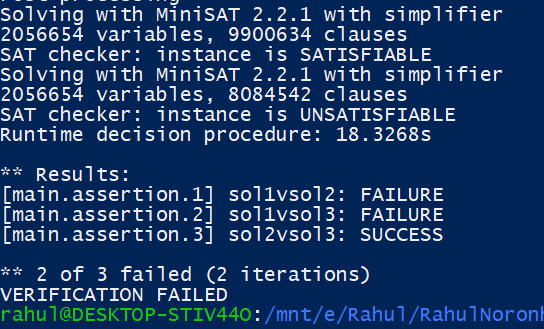 Solving with MiniSAT 2.2.1 with simplifier
2056654 variables, 9900634 clauses
SAT checker: instance is SATISFIABLE
Solving with MiniSAT 2.2.1 with simplifier
2056654 variables, 8084542 clauses
SAT checker: instance is UNSATISFIABLE
Runtime decision procedure: 18.3268s

** Results:
[main.assertion.1] sol1vsol2: FAILURE
[main.assertion.2] sol1vsol3: FAILURE
[main.assertion.3] sol2vsol3: SUCCESS

** 2 of 3 failed (2 iterations)
VERIFICATION FAILED
rahul@DESKTOP-STIV44O:/mnt/e/Rahul/RahulNoronh